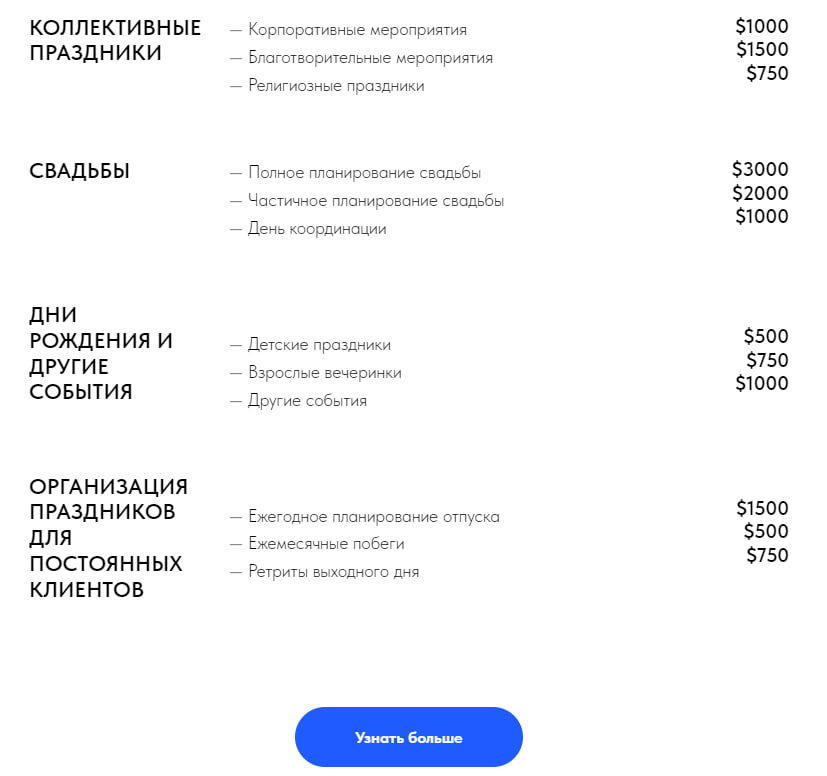 КОЛЛЕКТИВНЫЕ
ПРАЗДНИКИ
— Корпоративные мероприятия
— Благотворительные мероприятия
— Религиозные праздники
$1000
$1500
$750
СВАДЬБЫ
— Полное планирование свадьбы
— Частичное планирование свадьбы
— День координации
$3000
$2000
$1000
ДНИ
РОЖДЕНИЯ И
ДРУГИЕ
СОБЫТИЯ
— Детские праздники
— Взрослые вечеринки
— Другие события
$500
$750
$1000
ОРГАНИЗАЦИЯ
ПРАЗДНИКОВ
ДЛЯ
ПОСТОЯННЫХ
КЛИЕНТОВ
— Ежегодное планирование отпуска
— Ежемесячные побеги
— Ретриты выходного дня
$1500
$500
$750
Узнать больше